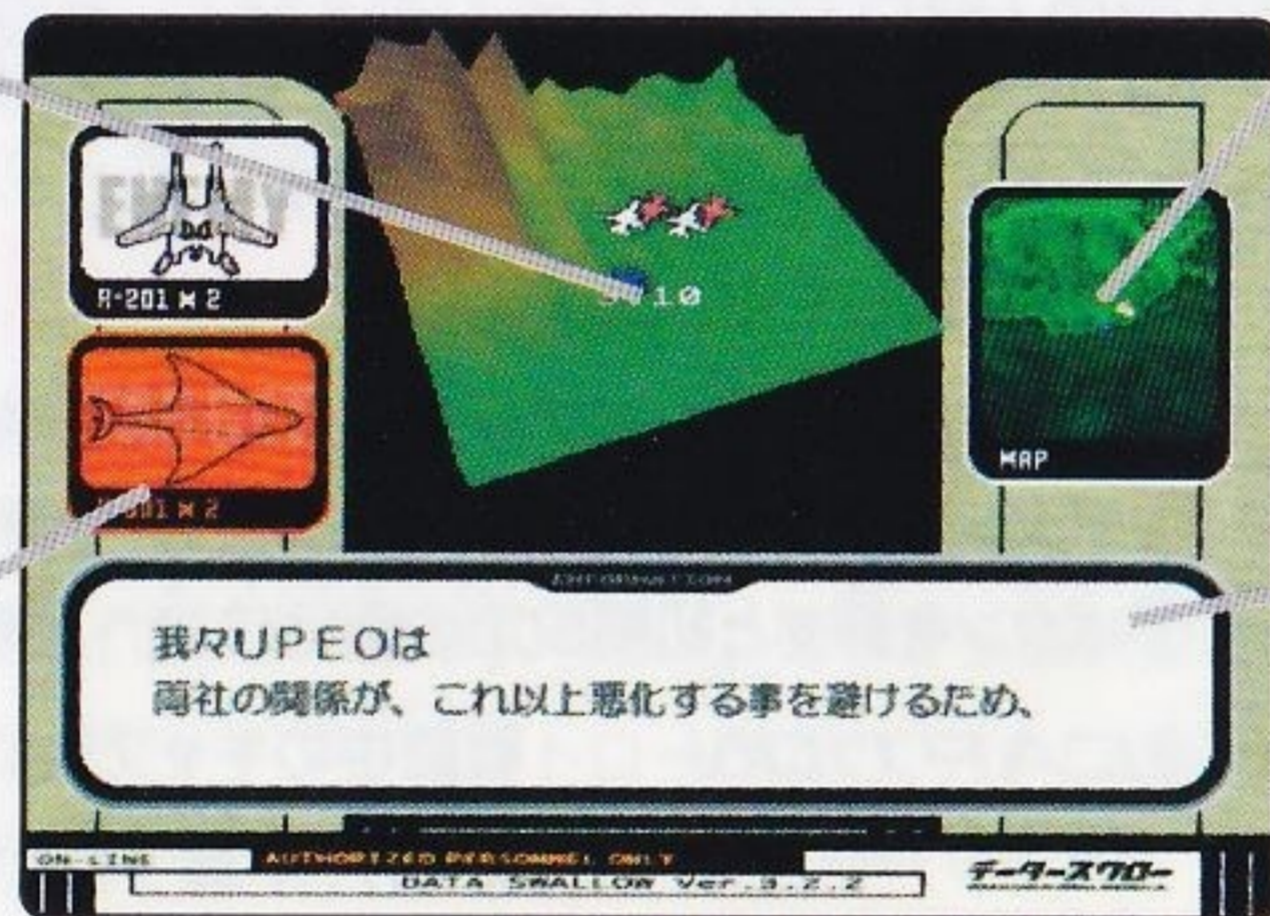 ENEMY
R-201 × 2
10
MAP
我々UPEOは
両社の関係が、これ以上悪化する事を避けるため、
ON-LINE
AUTHORIZED PERSONNEL ONLY
DATA SWALLOW Ver.3.2.2
データースワロー